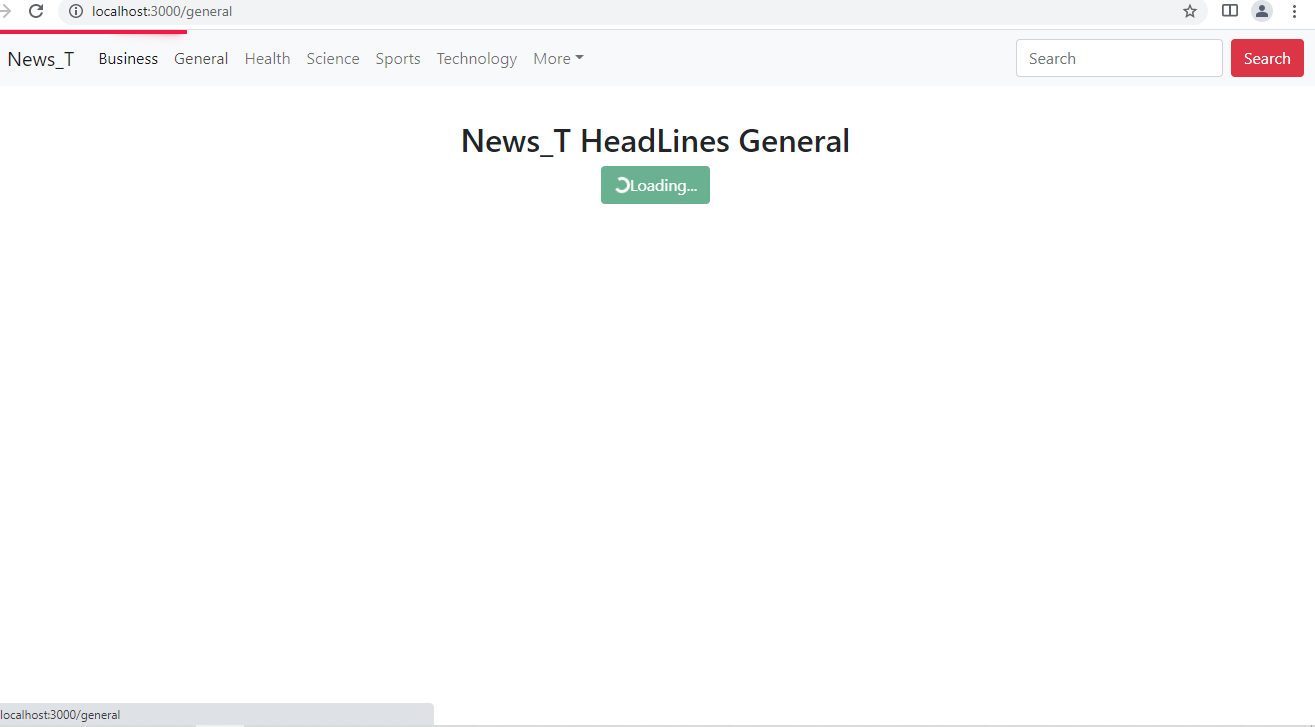 localhost:3000/general
News_T Business General Health Science Sports Technology More Search Search
News_T HeadLines General
Loading...
localhost:3000/general